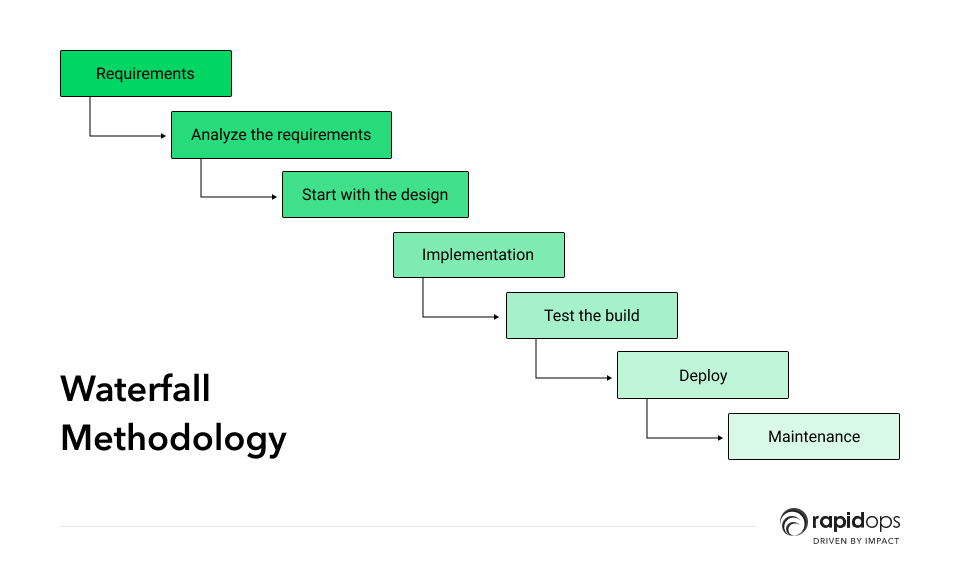 Requirements
Analyze the requirements
Start with the design
Implementation
Test the build
Deploy
Maintenance
Waterfall
Methodology
rapidops
DRIVEN BY IMPACT